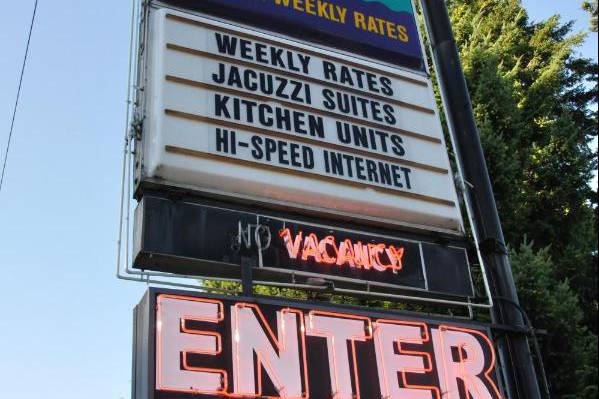 WEEKLY RATES
WEEKLY RATES
JACUZZI SUITES
KITCHEN UNITS
HI-SPEED INTERNET
NO VACANCY
ENTER